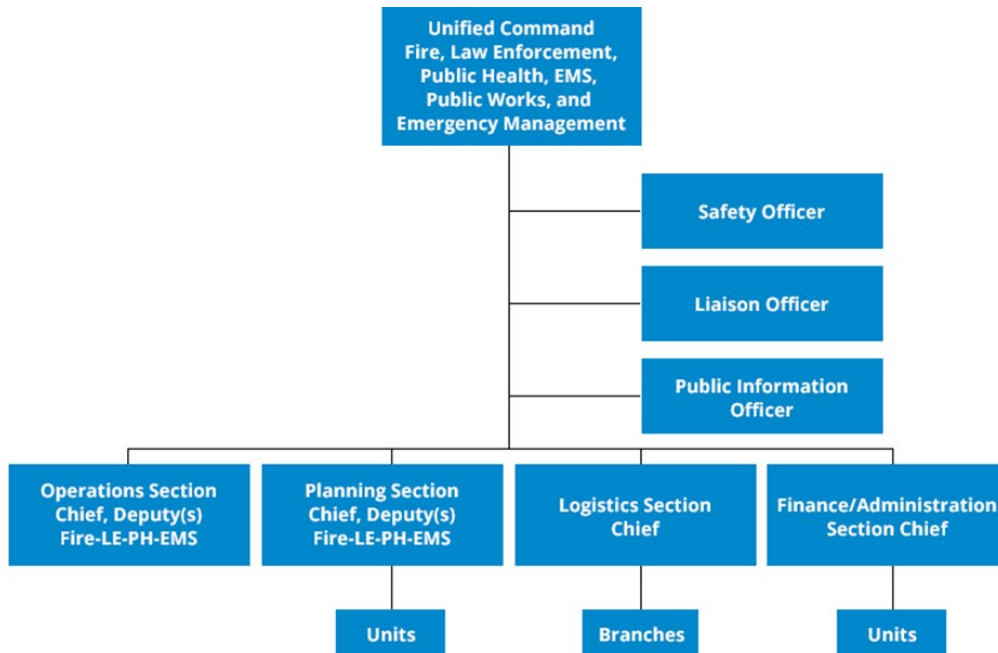 Unified Command
Fire, Law Enforcement,
Public Health, EMS,
Public Works, and
Emergency Management
Safety Officer
Liaison Officer
Public Information
Officer
Operations Section
Chief, Deputy(s)
Fire-LE-PH-EMS
Planning Section
Chief, Deputy(s)
Fire-LE-PH-EMS
Logistics Section
Chief
Finance/Administration
Section Chief
Units
Branches
Units